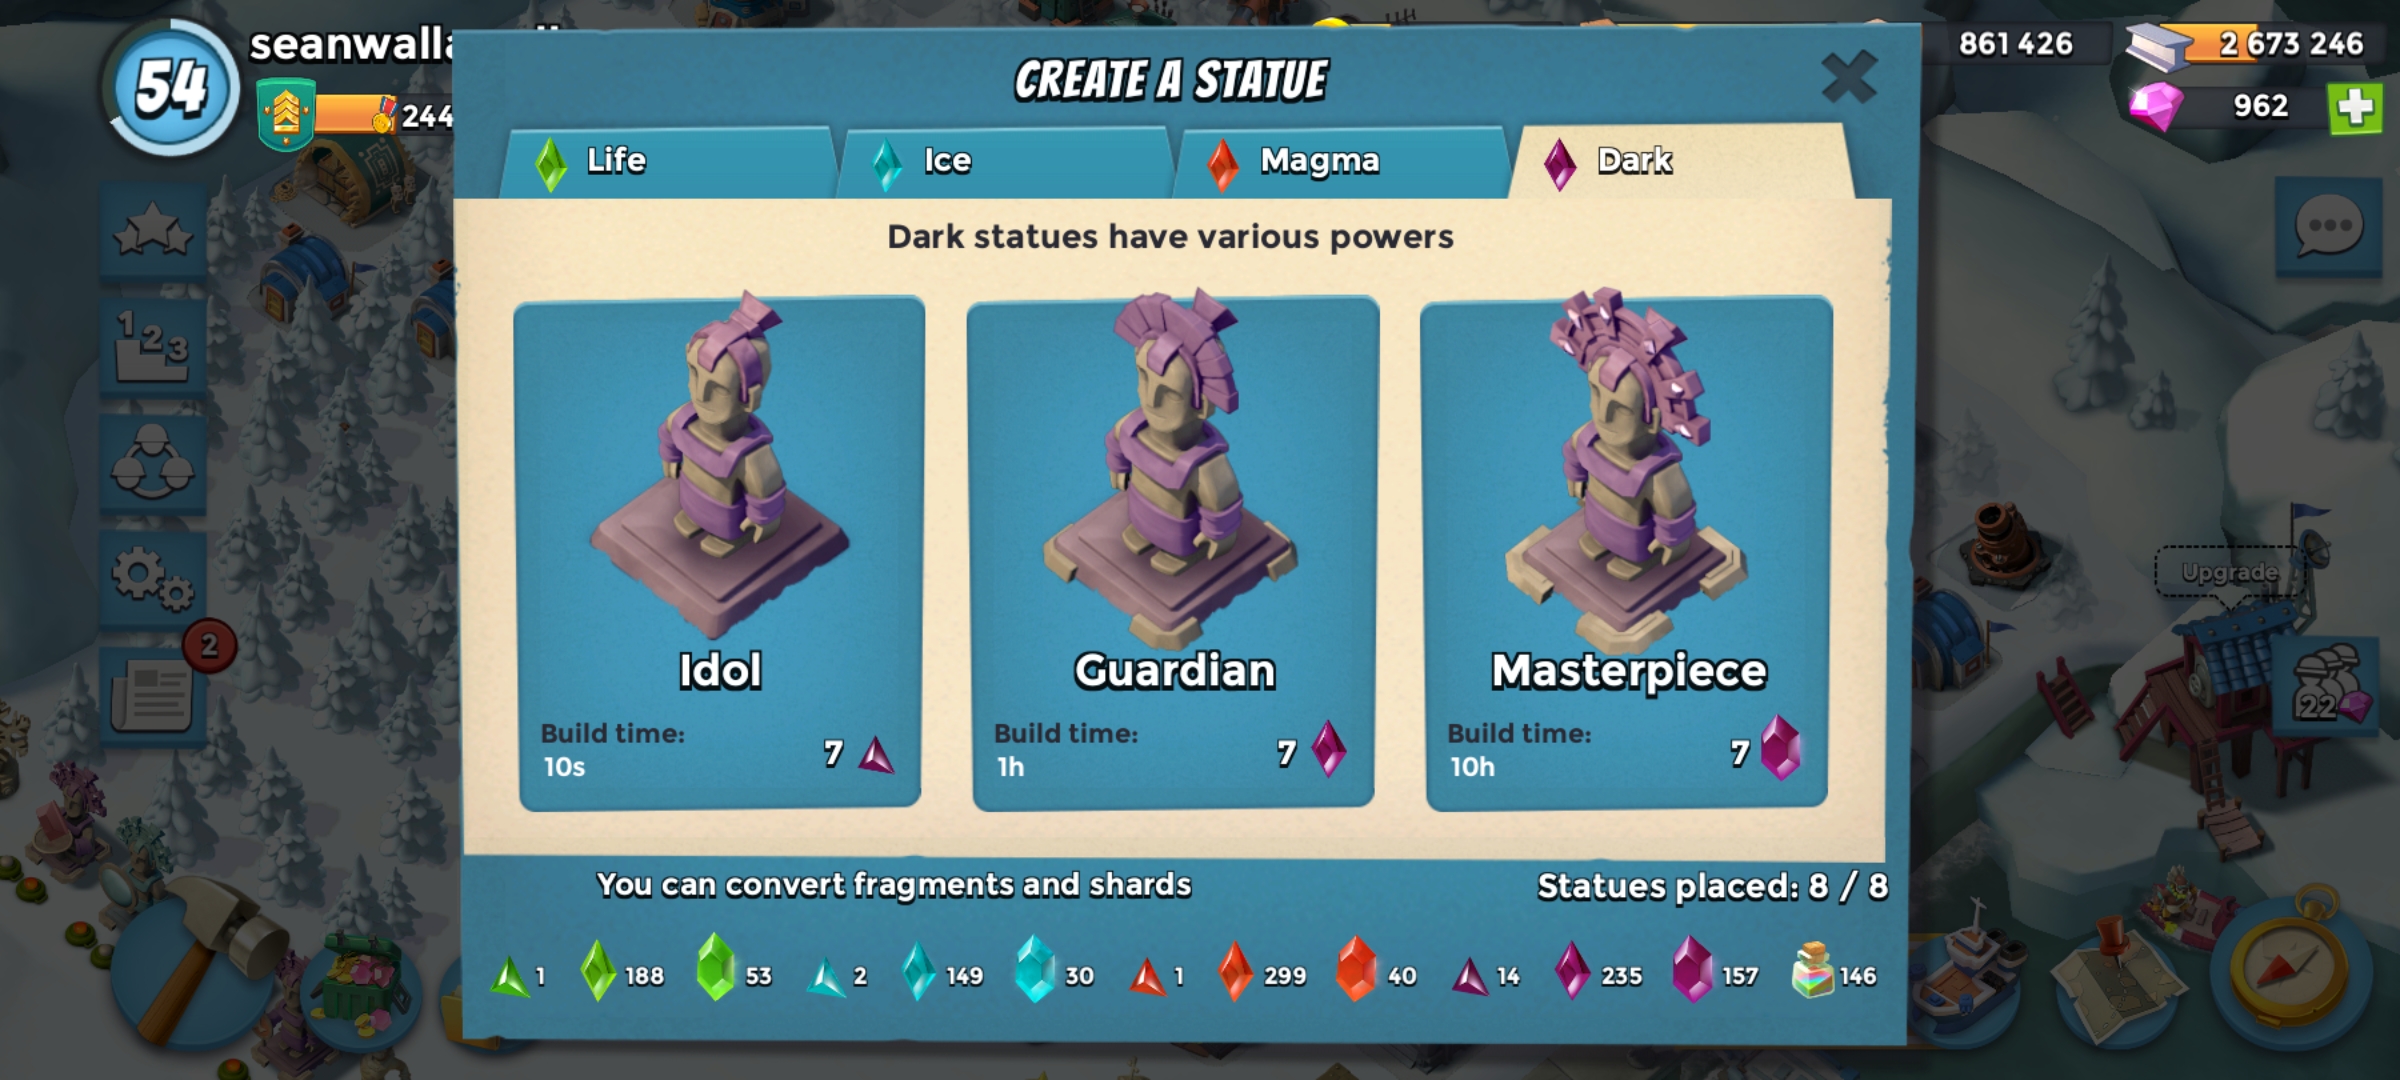 54
244
861 426
2 673 246
962
CREATE A STATUE
Life
Ice
Magma
Dark
Dark statues have various powers
Idol
Build time:
10s
7
Guardian
Build time:
1h
7
Masterpiece
Build time:
10h
7
You can convert fragments and shards
Statues placed: 8 / 8
1
188
53
2
149
30
1
299
40
14
235
157
146
1 2 3
2
Upgrade
22